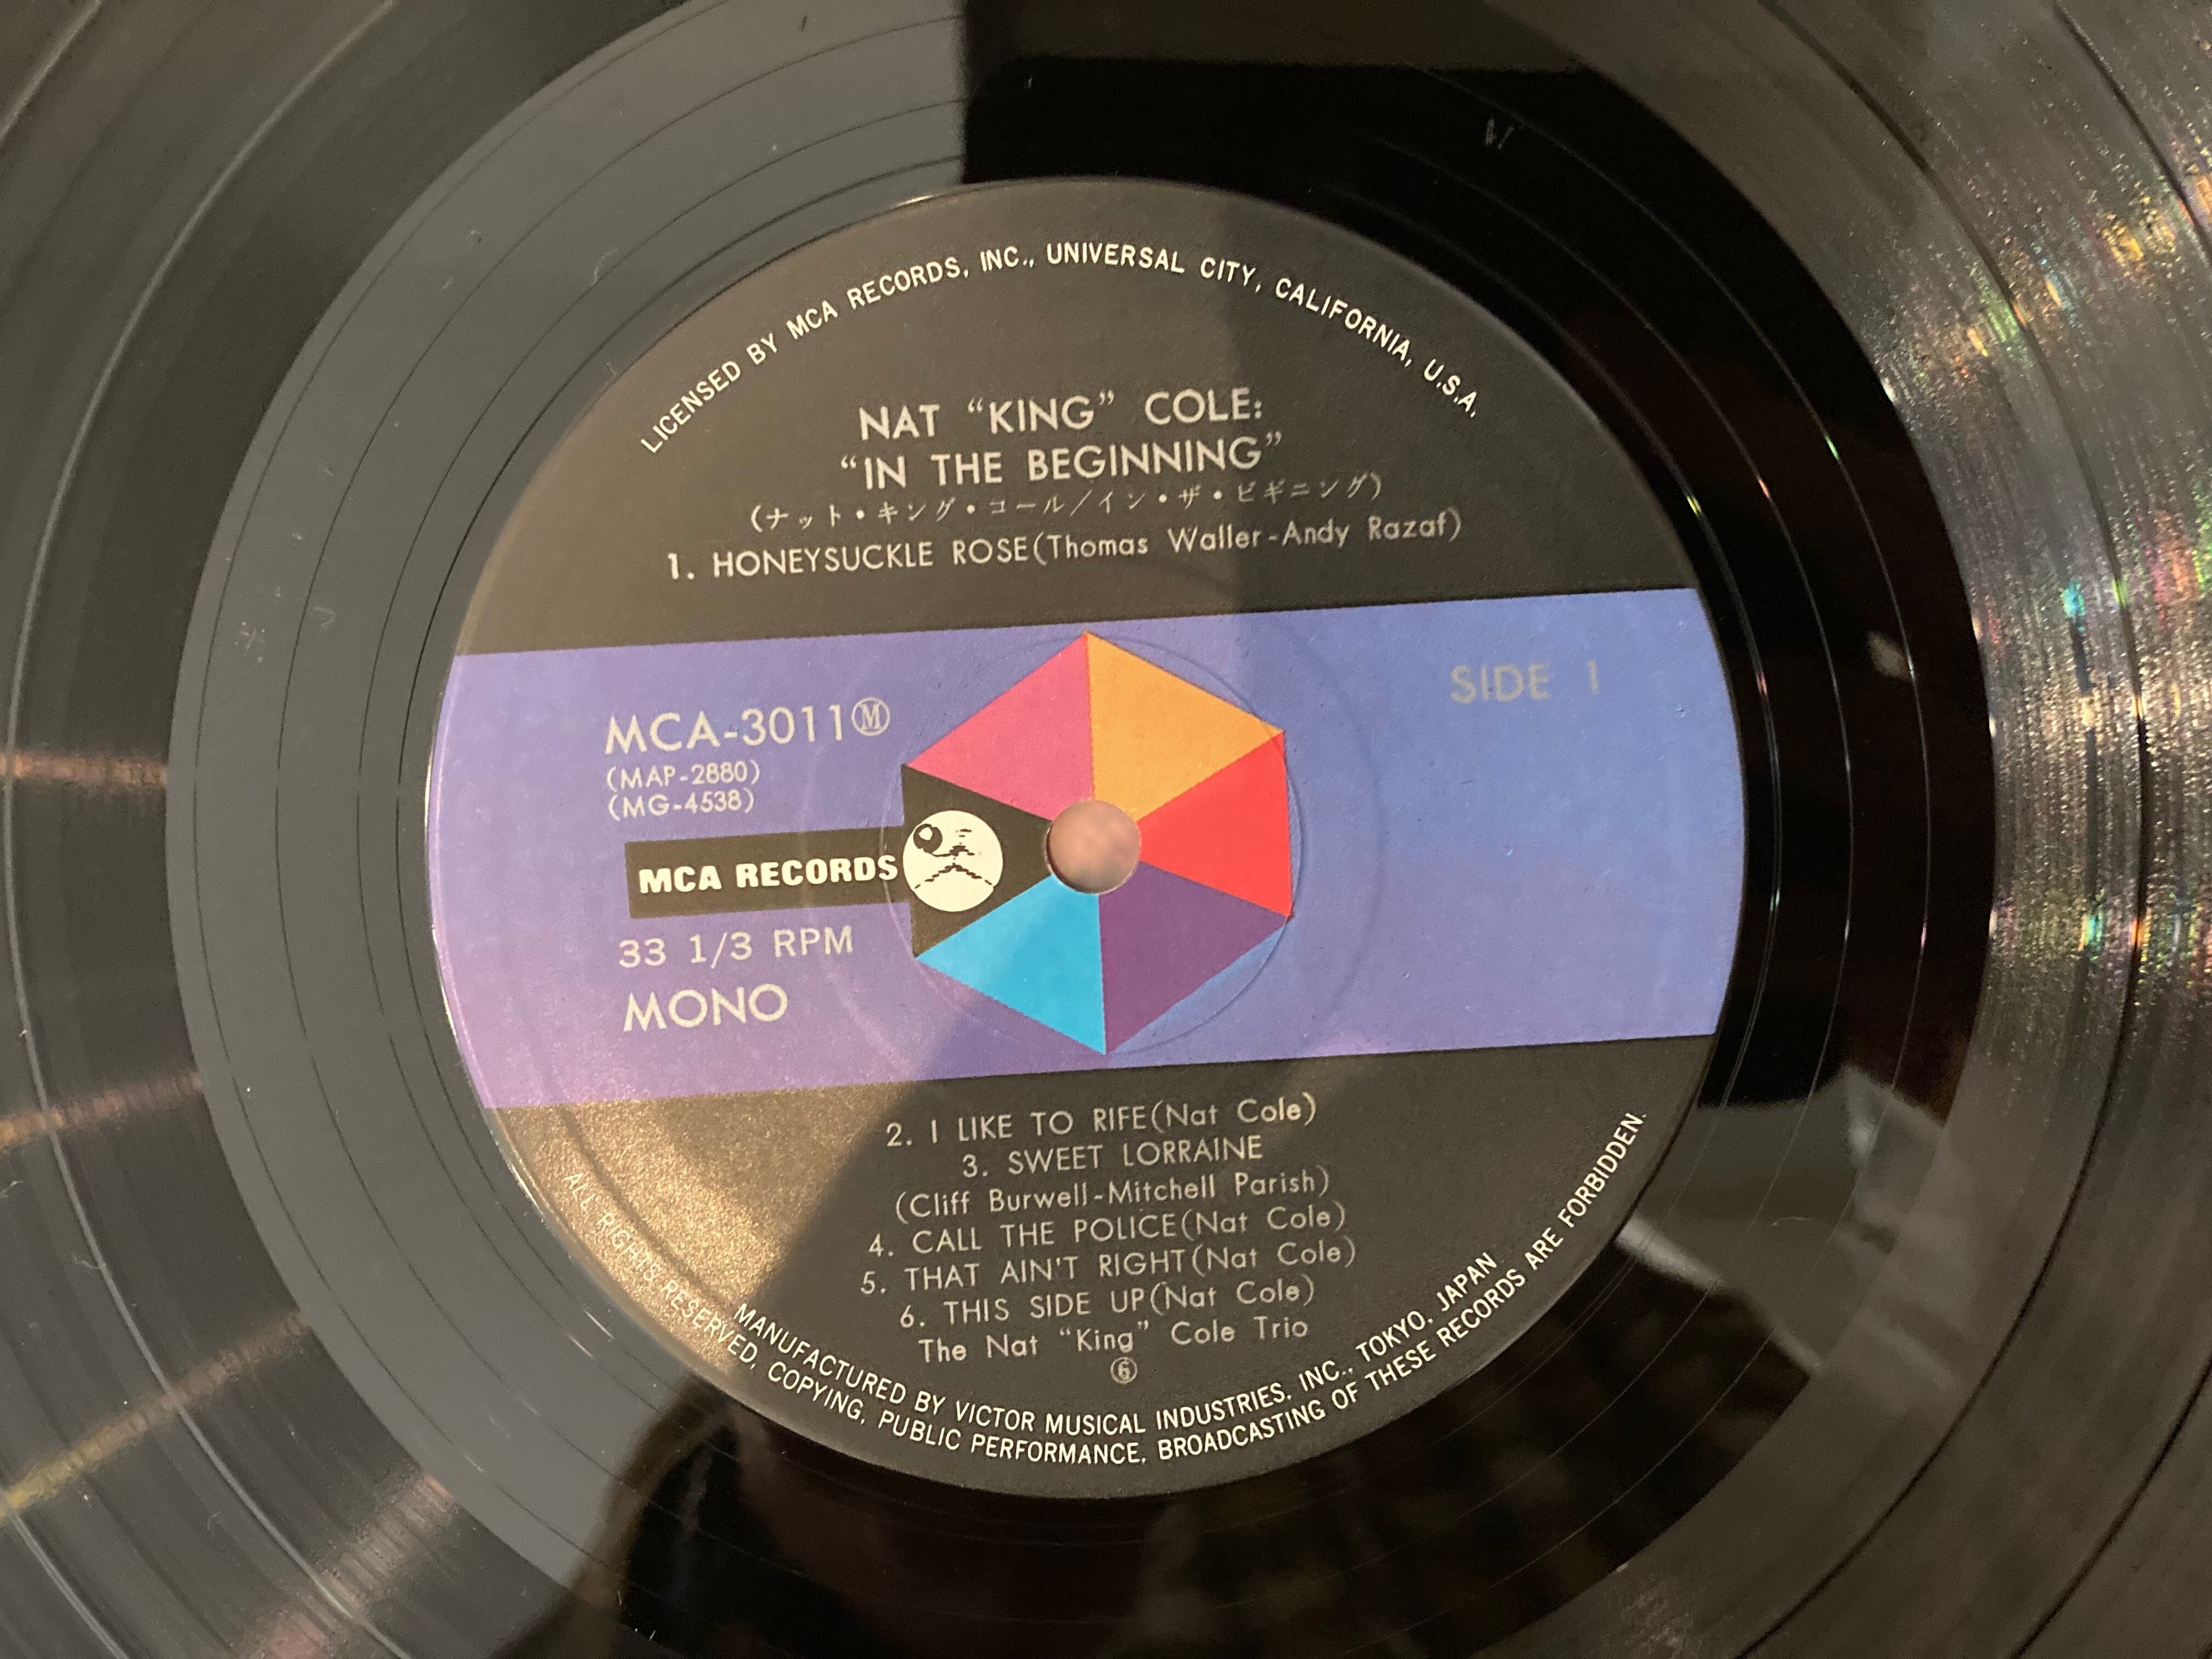 LICENSED BY MCA RECORDS, INC., UNIVERSAL CITY, CALIFORNIA, U.S.A.
NAT “KING” COLE:
“IN THE BEGINNING”
(ナット・キング・コール/イン・ザ・ビギニング)
1. HONEYSUCKLE ROSE(Thomas Waller-Andy Razaf)
SIDE 1
MCA-3011Ⓜ
(MAP-2880)
(MG-4538)
MCA RECORDS
33 1/3 RPM
MONO
2. I LIKE TO RIFE(Nat Cole)
3. SWEET LORRAINE
(Cliff Burwell-Mitchell Parish)
4. CALL THE POLICE(Nat Cole)
5. THAT AIN'T RIGHT(Nat Cole)
6. THIS SIDE UP(Nat Cole)
The Nat “King” Cole Trio
⑥
MANUFACTURED BY VICTOR MUSICAL INDUSTRIES, INC., TOKYO, JAPAN
ALL RIGHTS RESERVED, COPYING, PUBLIC PERFORMANCE, BROADCASTING OF THESE RECORDS ARE FORBIDDEN.